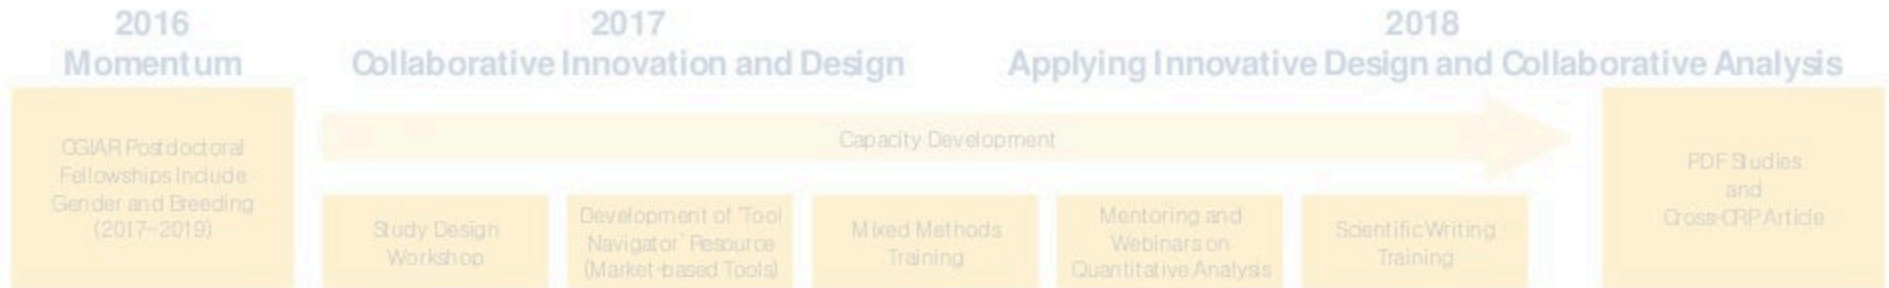 2016
Momentum
2017
Collaborative Innovation and Design
2018
Applying Innovative Design and Collaborative Analysis
CGIAR Postdoctoral
Fellowships Include
Gender and Breeding
(2017–2019)
Capacity Development
Study Design
Workshop
Development of 'Tool
Navigator' Resource
(Market-based Tools)
Mixed Methods
Training
Mentoring and
Webinars on
Quantitative Analysis
Scientific Writing
Training
PDF Studies
and
Cross-CRP Article